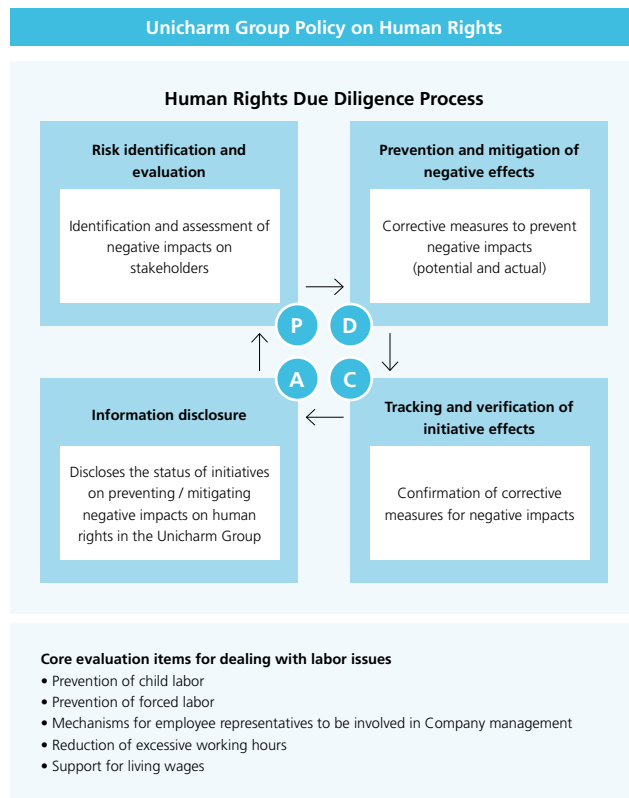 Unicharm Group Policy on Human Rights
Human Rights Due Diligence Process
Risk identification and
evaluation
Identification and assessment of
negative impacts on
stakeholders
Prevention and mitigation of
negative effects
Corrective measures to prevent
negative impacts
(potential and actual)
P
D
A
C
Information disclosure
Discloses the status of initiatives
on preventing / mitigating
negative impacts on human
rights in the Unicharm Group
Tracking and verification of
initiative effects
Confirmation of corrective
measures for negative impacts
Core evaluation items for dealing with labor issues
• Prevention of child labor
• Prevention of forced labor
• Mechanisms for employee representatives to be involved in Company management
• Reduction of excessive working hours
• Support for living wages